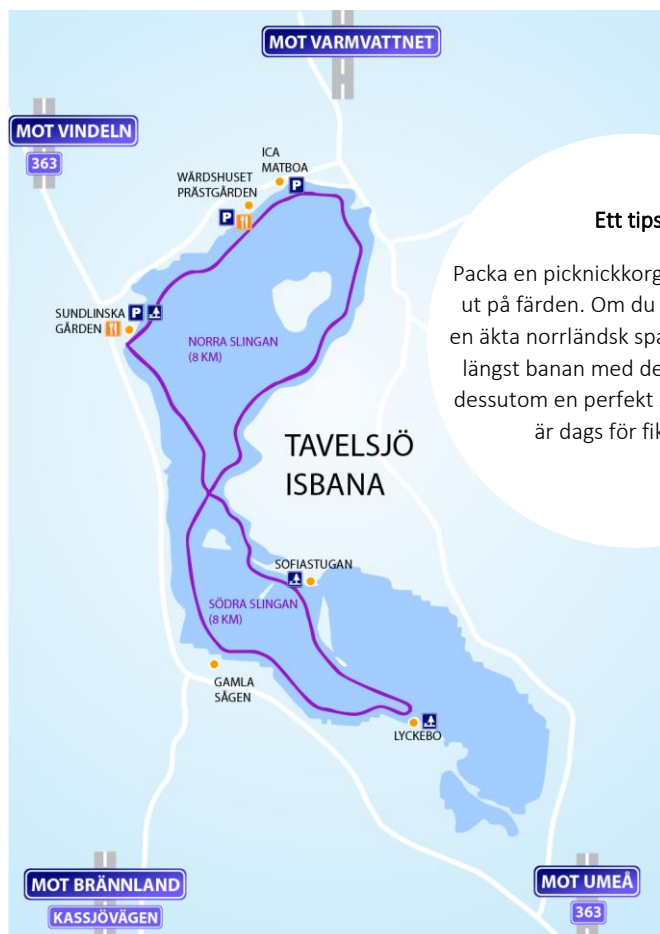 MOT VARMVATTNET
MOT VINDELN
363
ICA
MATBOA
P
WÄRDSHUSET
PRÄSTGÅRDEN
P
SUNDLINSKA
GÅRDEN
P
NORRA SLINGAN
(8 KM)
Ett tips
Packa en picknickkorg
ut på färden. Om du
en äkta norrländsk spa
längst banan med de
dessutom en perfekt
är dags för fik
TAVELSJÖ
ISBANA
SOFIASTUGAN
SÖDRA SLINGAN
(8 KM)
GAMLA
SÅGEN
LYCKEBO
MOT BRÄNNLAND
KASSJÖVÄGEN
MOT UMEÅ
363